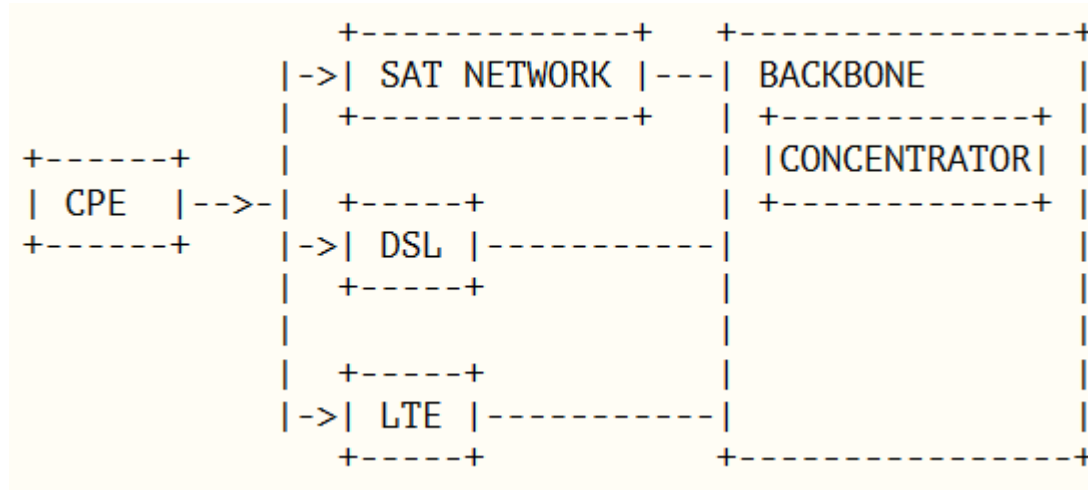 +-------------+   +----------------+
               |->| SAT NETWORK |---| BACKBONE       |
               |  +-------------+   | +------------+ |
+------+       |                    | |CONCENTRATOR| |
| CPE  |-->-|  +-----+           | +------------+ |
+------+       |->| DSL |-----------|                |
               |  +-----+           |                |
               |                    |                |
               |  +-----+           |                |
               |->| LTE |-----------|                |
                  +-----+           +----------------+